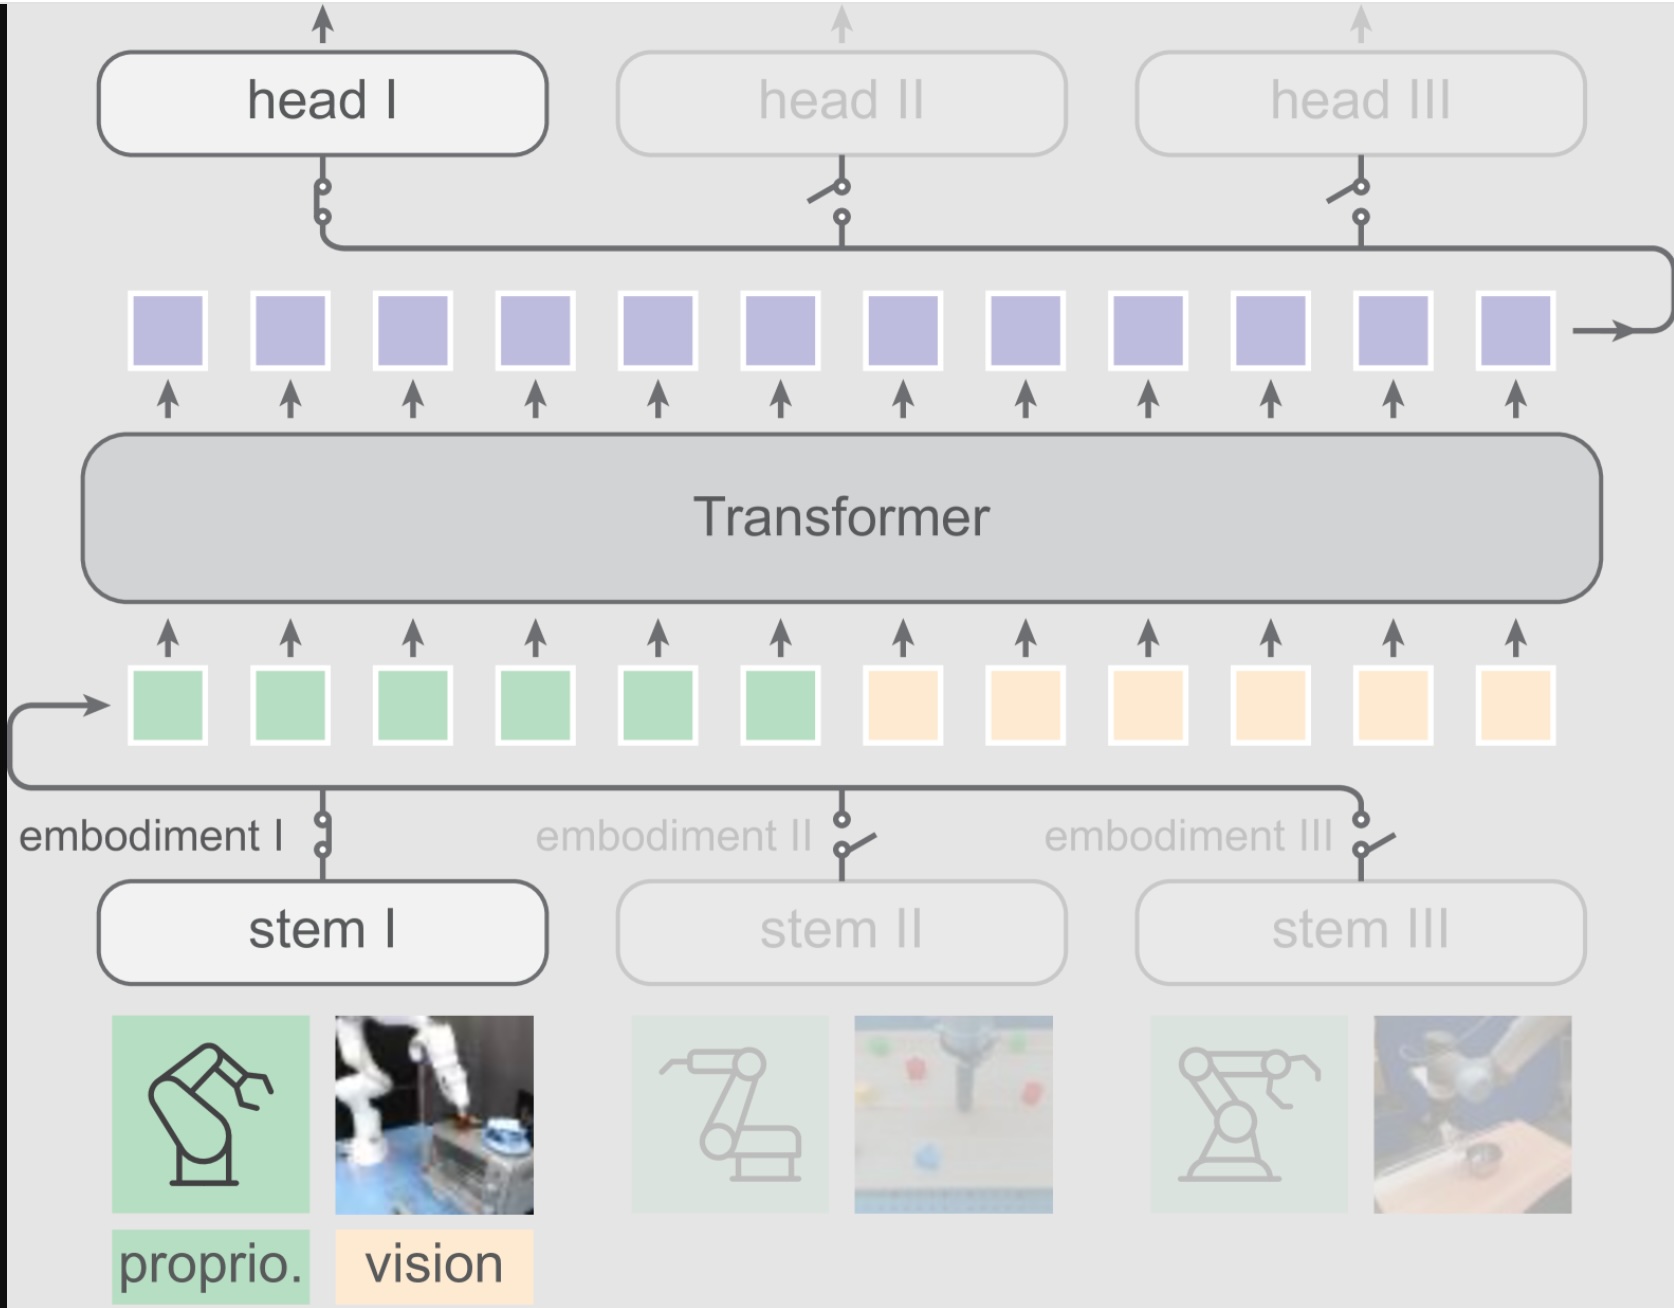 head I
head II
head III
Transformer
embodiment I
embodiment II
embodiment III
stem I
stem II
stem III
proprio.
vision